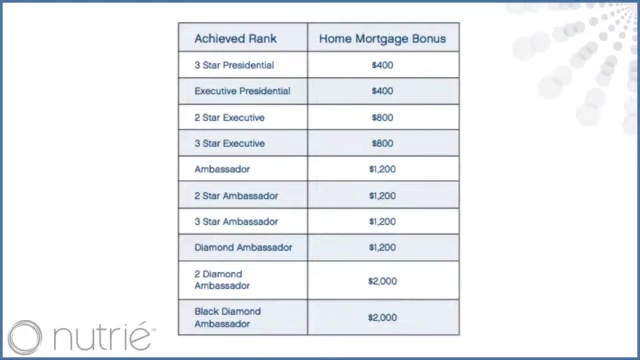 Achieved Rank Home Mortgage Bonus
3 Star Presidential $400
Executive Presidential $400
2 Star Executive $800
3 Star Executive $800
Ambassador $1,200
2 Star Ambassador $1,200
3 Star Ambassador $1,200
Diamond Ambassador $1,200
2 Diamond
Ambassador $2,000
Black Diamond
Ambassador $2,000
nutrié™